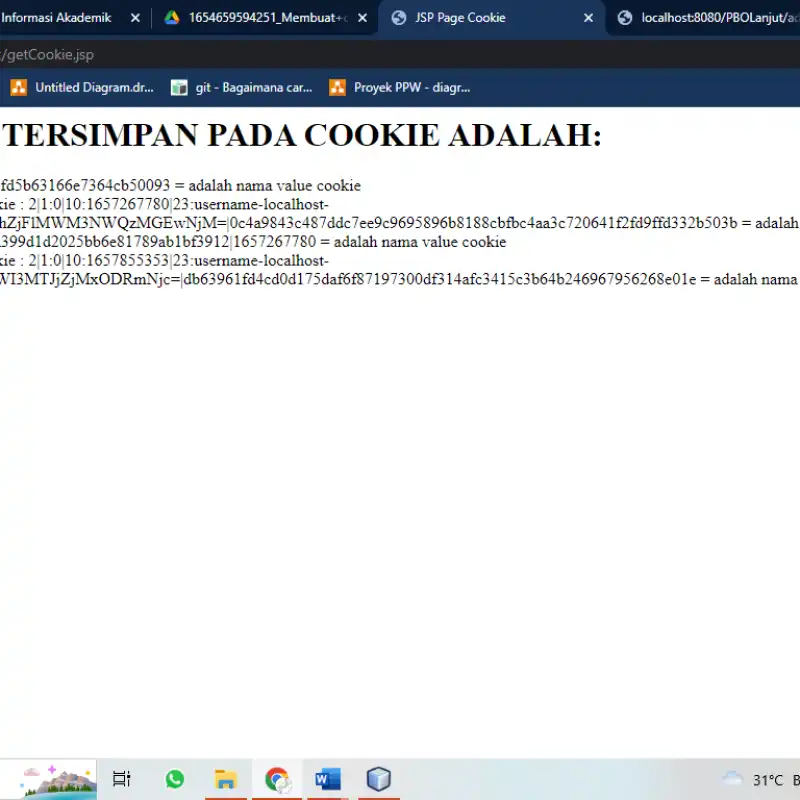 Informasi Akademik
1654659594251_Membuat+
JSP Page Cookie
localhost:8080/PBOLanjut/ad
/getCookie.jsp
Untitled Diagram.dr...
git - Bagaimana car...
Proyek PPW - diagr...
TERSIMPAN PADA COOKIE ADALAH:
fd5b63166e7364cb50093 = adalah nama value cookie
kie : 2|1:0|10:1657267780|23:username-localhost-
hZjFlMWM3NWQzMGEwNjM=|0c4a9843c487ddc7ee9c9695896b8188cbfbc4aa3c720641f2fd9ffd332b503b = adalah
399d1d2025bb6e81789ab1bf3912|1657267780 = adalah nama value cookie
kie : 2|1:0|10:1657855353|23:username-localhost-
WI3MTJjZjMxODRmNjc=|db63961fd4cd0d175daf6f87197300df314afc3415c3b64b246967956268e01e = adalah nama
31°C B